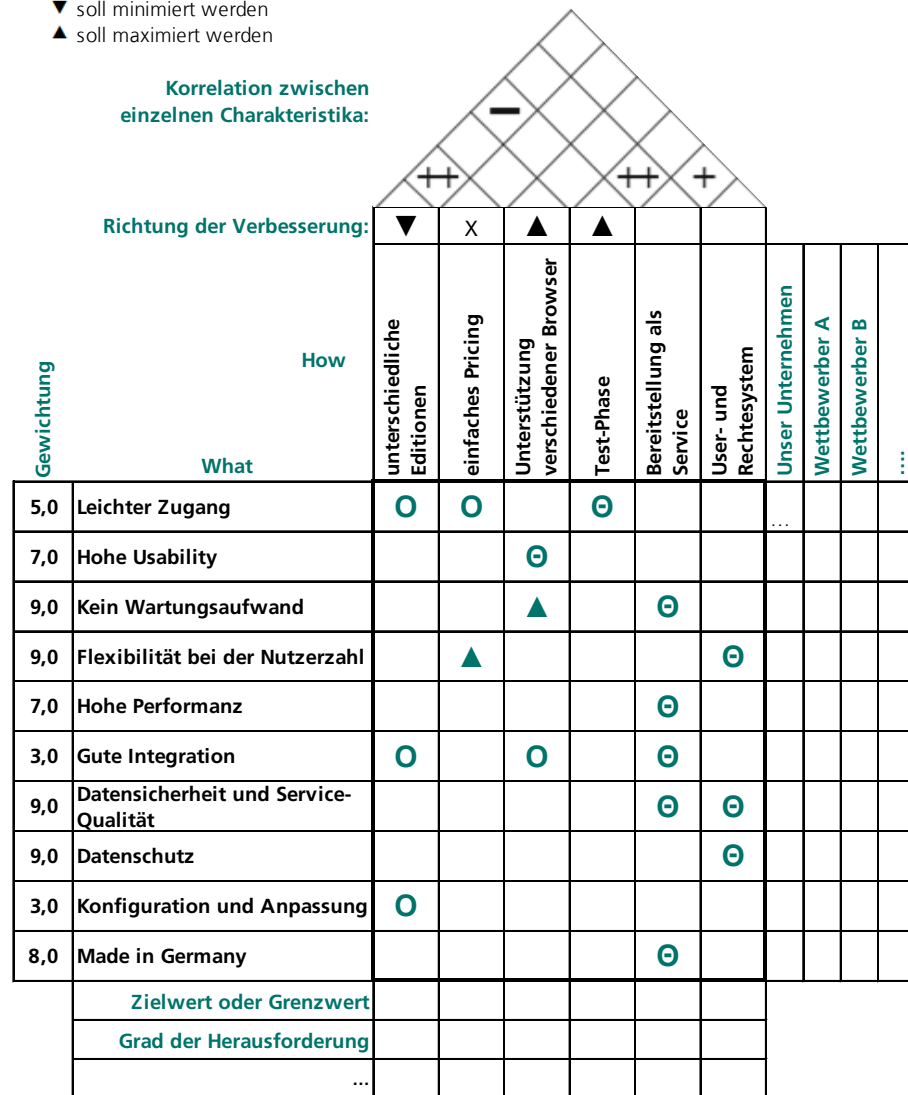 ▼ soll minimiert werden
▲ soll maximiert werden
Korrelation zwischen
einzelnen Charakteristika:
–
++ ++ +
Richtung der Verbesserung: ▼ X ▲ ▲
Gewichtung
How
What
unterschiedliche
Editionen
einfaches Pricing
Unterstützung
verschiedener Browser
Test-Phase
Bereitstellung als
Service
User- und
Rechtesystem
Unser Unternehmen
Wettbewerber A
Wettbewerber B
....
5,0 Leichter Zugang O O Θ ...
7,0 Hohe Usability Θ
9,0 Kein Wartungsaufwand ▲ Θ
9,0 Flexibilität bei der Nutzerzahl ▲ Θ
7,0 Hohe Performanz Θ
3,0 Gute Integration O O Θ
9,0 Datensicherheit und Service-
Qualität Θ Θ
9,0 Datenschutz Θ
3,0 Konfiguration und Anpassung O
8,0 Made in Germany Θ
Zielwert oder Grenzwert
Grad der Herausforderung
...